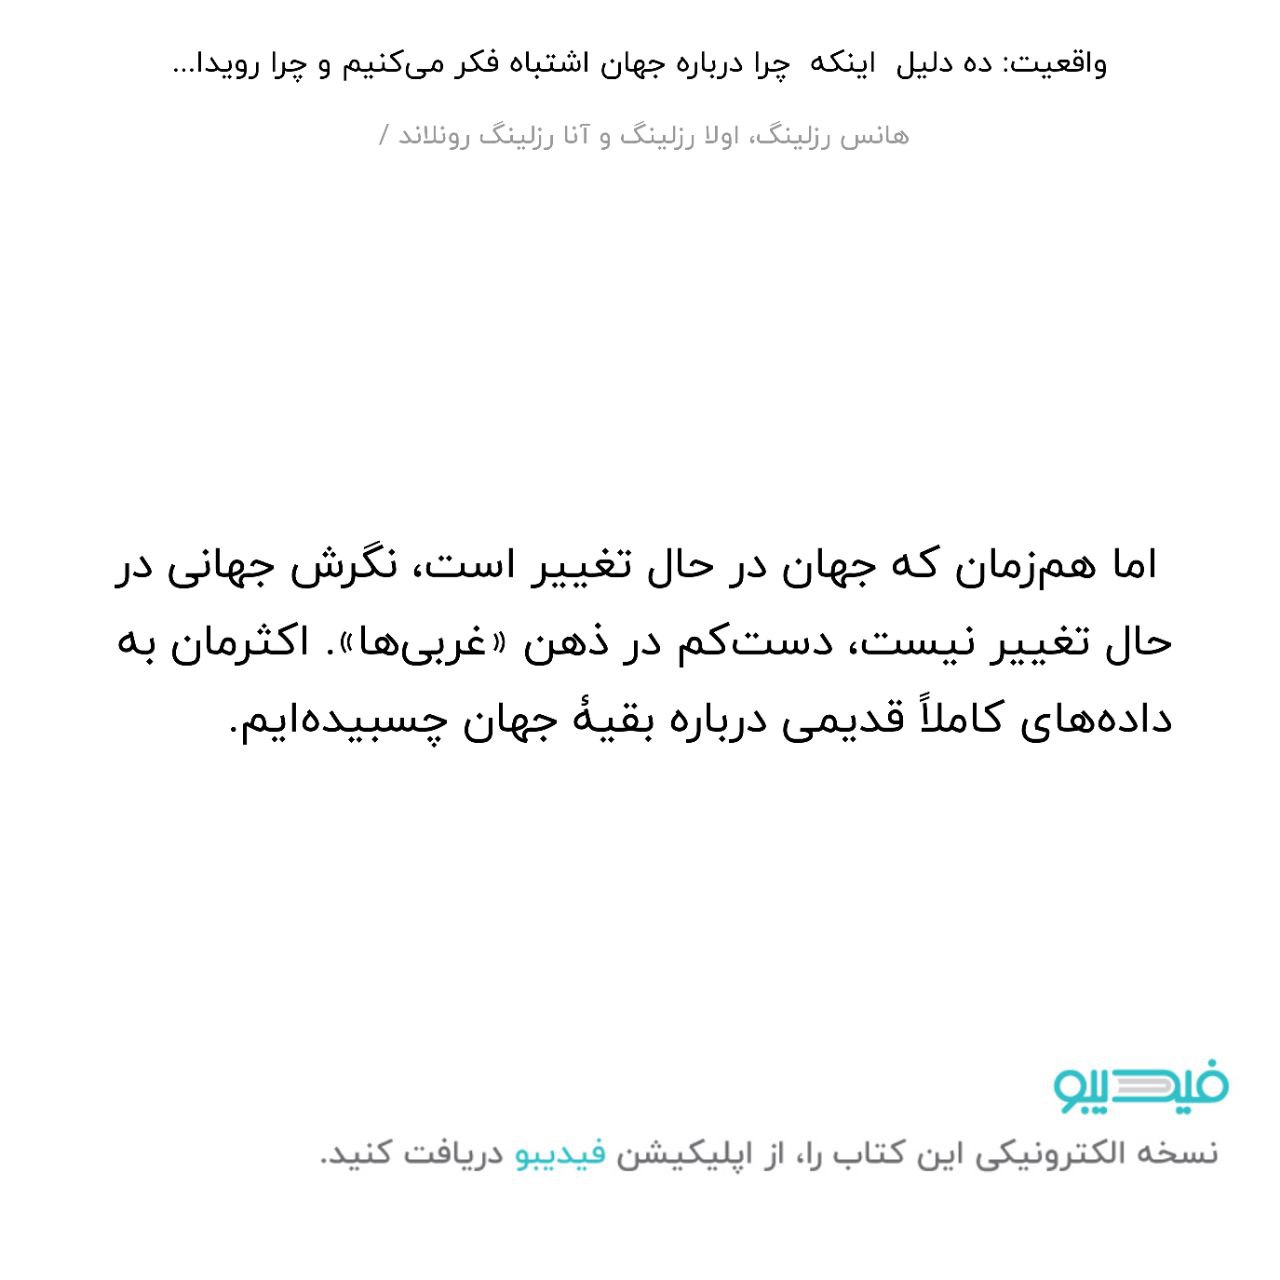 واقعیت: ده دلیل اینکه چرا درباره جهان اشتباه فکر می‌کنیم و چرا رویدا...
هانس رزلینگ، اولا رزلینگ و آنا رزلینگ رونلاند /
اما هم‌زمان که جهان در حال تغییر است، نگرش جهانی در
حال تغییر نیست، دست‌کم در ذهن «غربی‌ها». اکثرمان به
داده‌های کاملاً قدیمی درباره بقیهٔ جهان چسبیده‌ایم.
فیدیبو
نسخه الکترونیکی این کتاب را، از اپلیکیشن فیدیبو دریافت کنید.